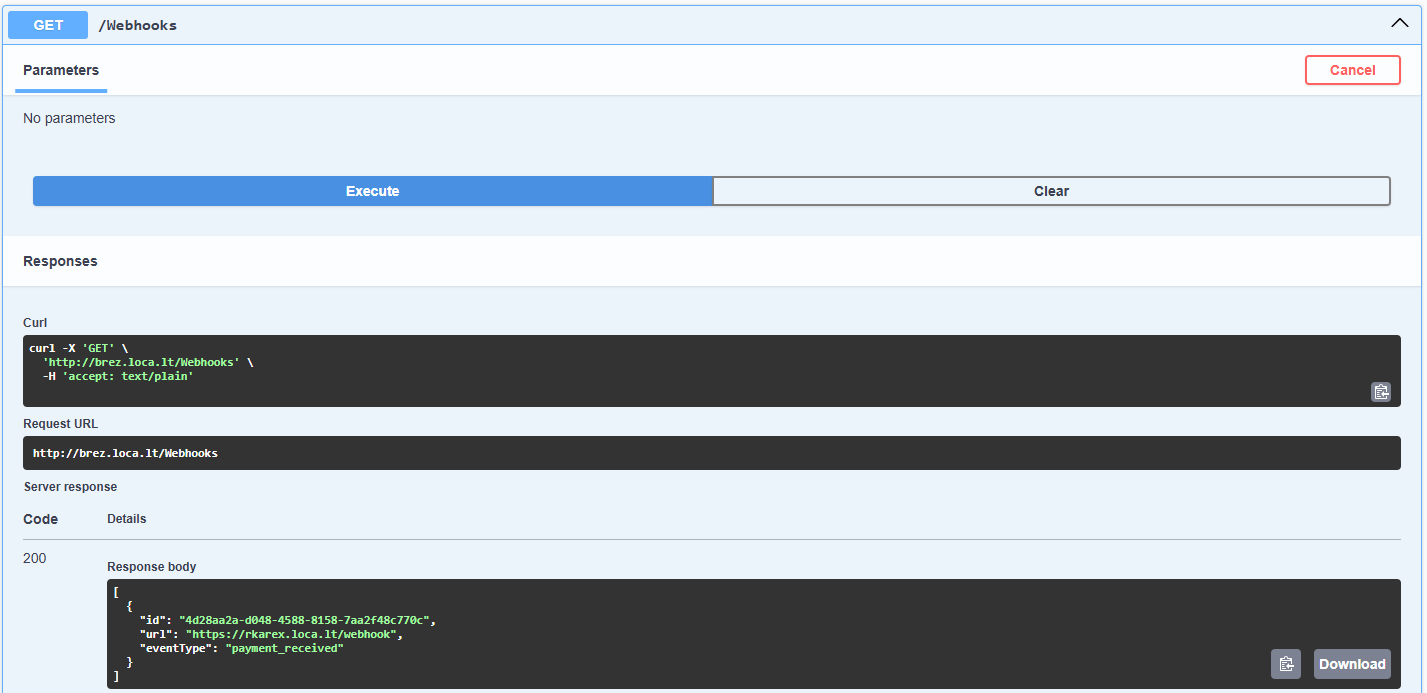 GET /Webhooks
Parameters Cancel
No parameters
Execute Clear
Responses
Curl
curl -X 'GET' \
  'http://brez.loca.lt/Webhooks' \
  -H 'accept: text/plain'
Request URL
http://brez.loca.lt/Webhooks
Server response
Code Details
200
Response body
[
  {
    "id": "4d28aa2a-d048-4588-8158-7aa2f48c770c",
    "url": "https://rkarex.loca.lt/webhook",
    "eventType": "payment_received"
  }
]
Download